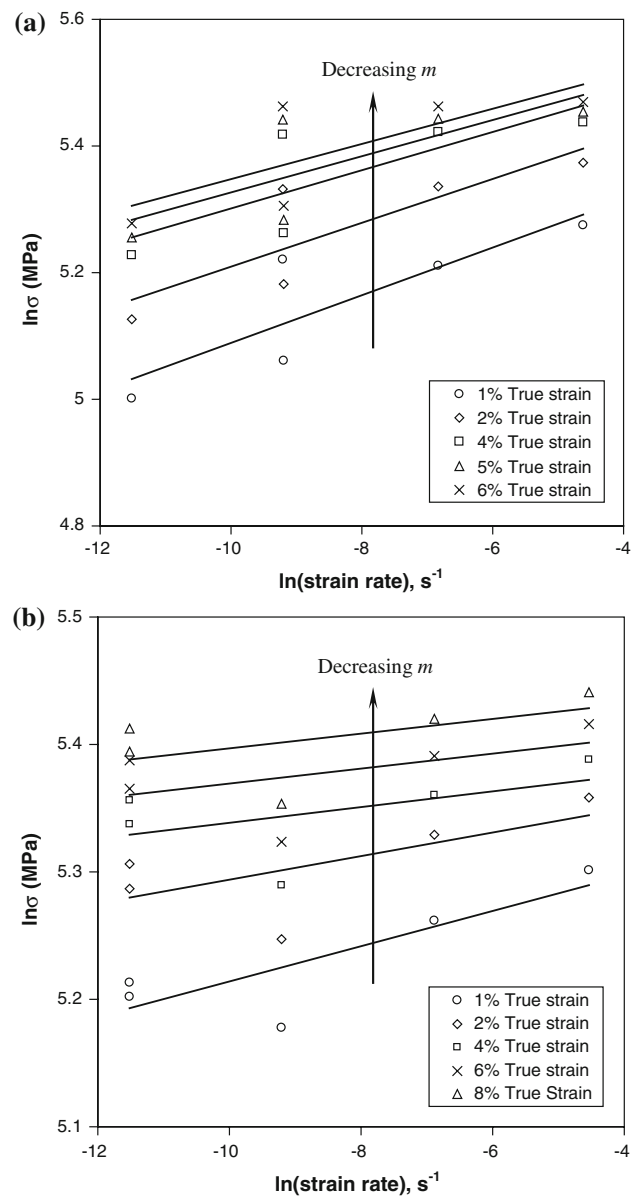 (a)
5.6
5.4
5.2
5
4.8
lnσ (MPa)
Decreasing m
1% True strain
2% True strain
4% True strain
5% True strain
6% True strain
-12
-10
-8
-6
-4
ln(strain rate), s-1
(b)
5.5
5.4
5.3
5.2
5.1
lnσ (MPa)
Decreasing m
1% True strain
2% True strain
4% True strain
6% True strain
8% True Strain
-12
-10
-8
-6
-4
ln(strain rate), s-1